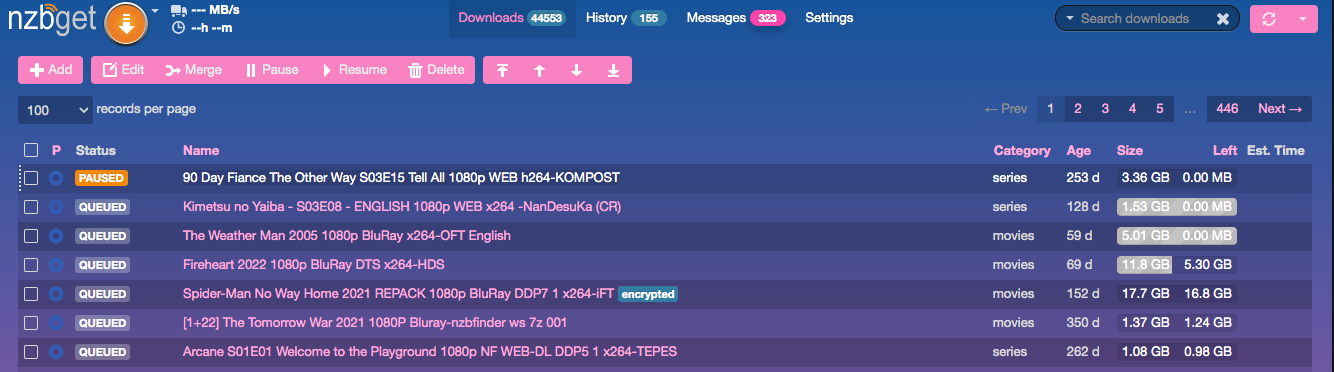 nzbget --- MB/s Downloads 44553 History 155 Messages 323 Settings Search downloads
--h --m
Add Edit Merge Pause Resume Delete
100 records per page ← Prev 1 2 3 4 5 ... 446 Next →
P Status Name Category Age Size Left Est. Time
PAUSED 90 Day Fiance The Other Way S03E15 Tell All 1080p WEB h264-KOMPOST series 253 d 3.36 GB 0.00 MB
QUEUED Kimetsu no Yaiba - S03E08 - ENGLISH 1080p WEB x264 -NanDesuKa (CR) series 128 d 1.53 GB 0.00 MB
QUEUED The Weather Man 2005 1080p BluRay x264-OFT English movies 59 d 5.01 GB 0.00 MB
QUEUED Fireheart 2022 1080p BluRay DTS x264-HDS movies 69 d 11.8 GB 5.30 GB
QUEUED Spider-Man No Way Home 2021 REPACK 1080p BluRay DDP7 1 x264-iFT encrypted movies 152 d 17.7 GB 16.8 GB
QUEUED [1+22] The Tomorrow War 2021 1080P Bluray-nzbfinder ws 7z 001 movies 350 d 1.37 GB 1.24 GB
QUEUED Arcane S01E01 Welcome to the Playground 1080p NF WEB-DL DDP5 1 x264-TEPES series 262 d 1.08 GB 0.98 GB